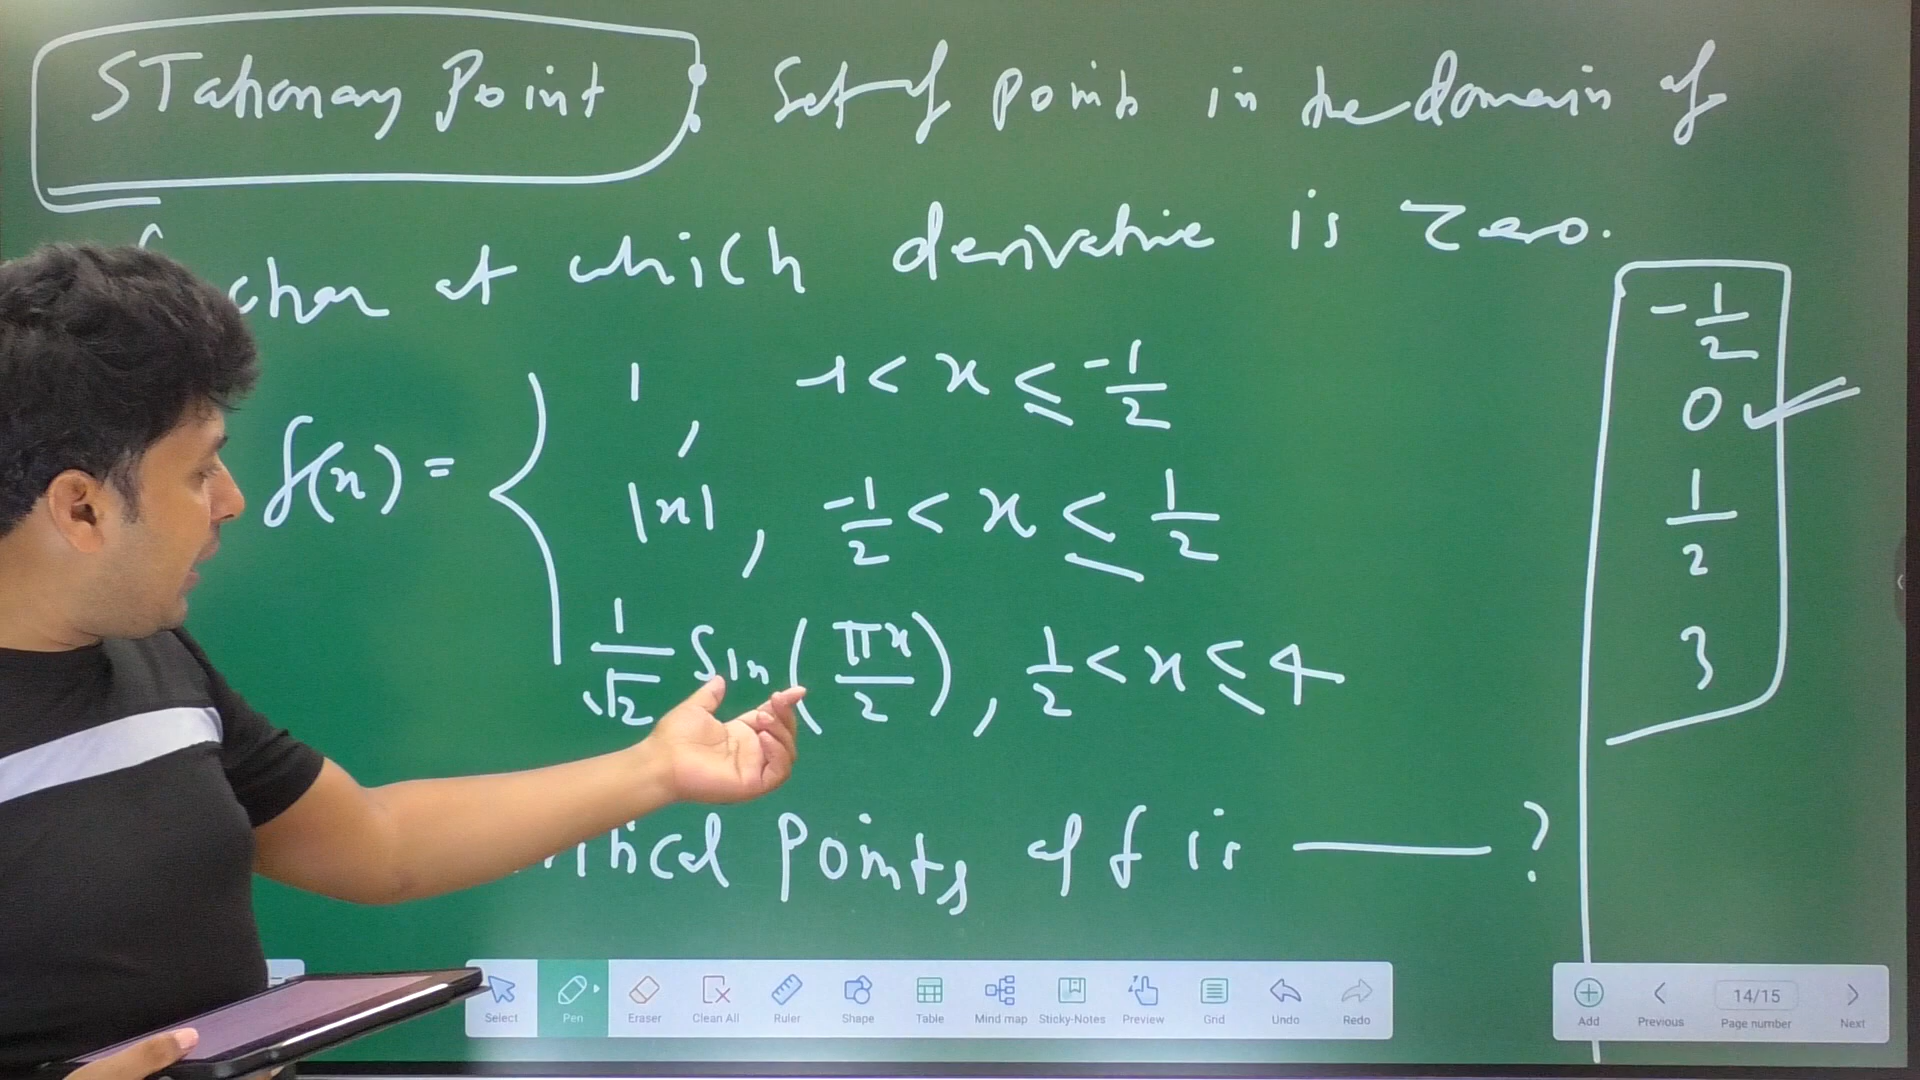 Stationary Point : Set of points in the domain of
at which derivative is zero.
f(x) = { 1 , -1 < x ≤ -1/2
|x| , -1/2 < x ≤ 1/2
1/√2 Sin (πx/2) , 1/2 < x ≤ 4
points of f is ——— ?
-1/2
0 ✓
1/2
3
Select Pen Eraser Clean All Ruler Shape Table Mind map Sticky-Notes Preview Grid Undo Redo
Add Previous 14/15 Page number Next